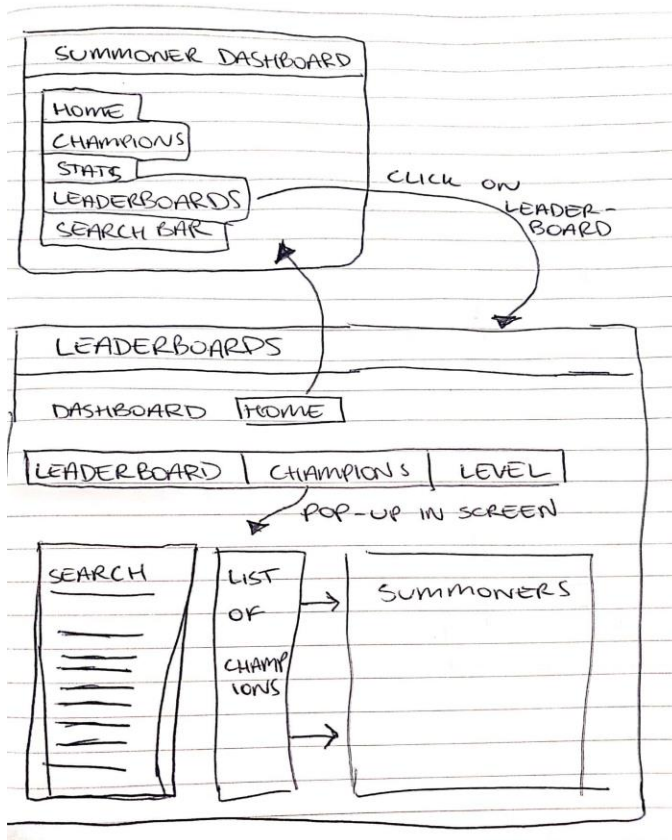 SUMMONER DASHBOARD
HOME
CHAMPIONS
STATS
LEADERBOARDS
SEARCH BAR
CLICK ON
LEADER-
BOARD
LEADERBOARDS
DASHBOARD HOME
LEADERBOARD CHAMPIONS LEVEL
POP-UP IN SCREEN
SEARCH
LIST
OF
CHAMP
IONS
SUMMONERS